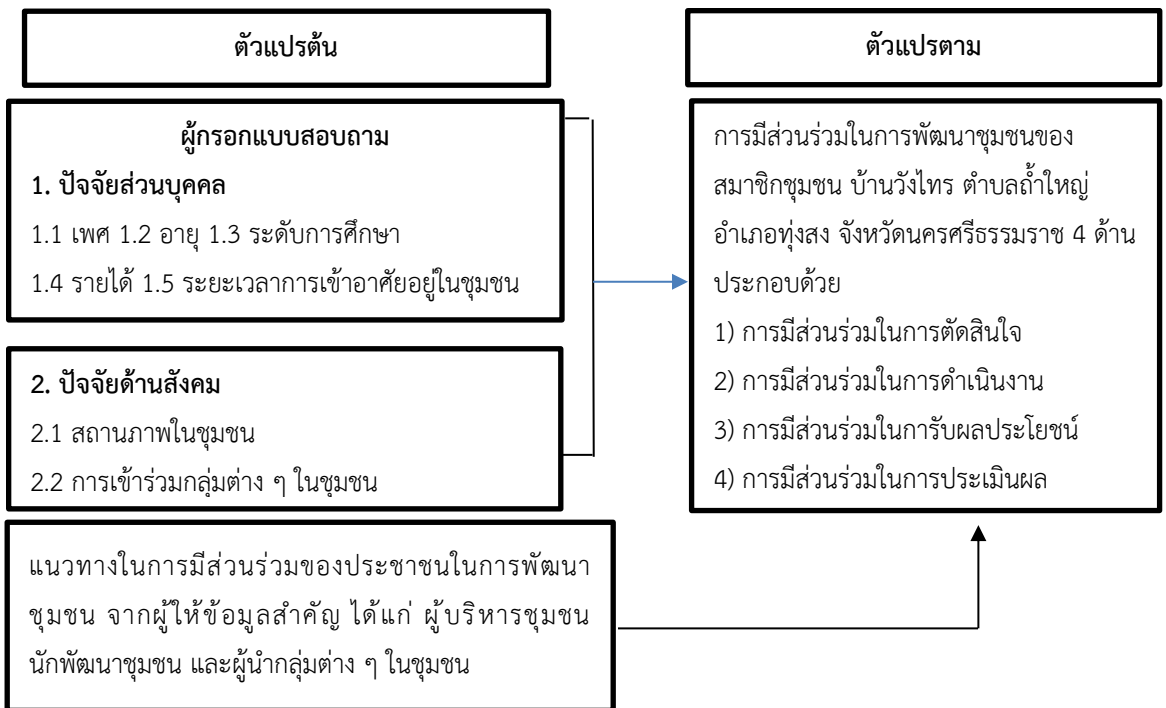 ตัวแปรต้น
ผู้กรอกแบบสอบถาม
1. ปัจจัยส่วนบุคคล
1.1 เพศ 1.2 อายุ 1.3 ระดับการศึกษา
1.4 รายได้ 1.5 ระยะเวลาการเข้าอาศัยอยู่ในชุมชน
2. ปัจจัยด้านสังคม
2.1 สถานภาพในชุมชน
2.2 การเข้าร่วมกลุ่มต่าง ๆ ในชุมชน
แนวทางในการมีส่วนร่วมของประชาชนในการพัฒนา
ชุมชน จากผู้ให้ข้อมูลสำคัญ ได้แก่ ผู้บริหารชุมชน
นักพัฒนาชุมชน และผู้นำกลุ่มต่าง ๆ ในชุมชน
ตัวแปรตาม
การมีส่วนร่วมในการพัฒนาชุมชนของ
สมาชิกชุมชน บ้านวังไทร ตำบลถ้ำใหญ่
อำเภอทุ่งสง จังหวัดนครศรีธรรมราช 4 ด้าน
ประกอบด้วย
1) การมีส่วนร่วมในการตัดสินใจ
2) การมีส่วนร่วมในการดำเนินงาน
3) การมีส่วนร่วมในการับผลประโยชน์
4) การมีส่วนร่วมในการประเมินผล